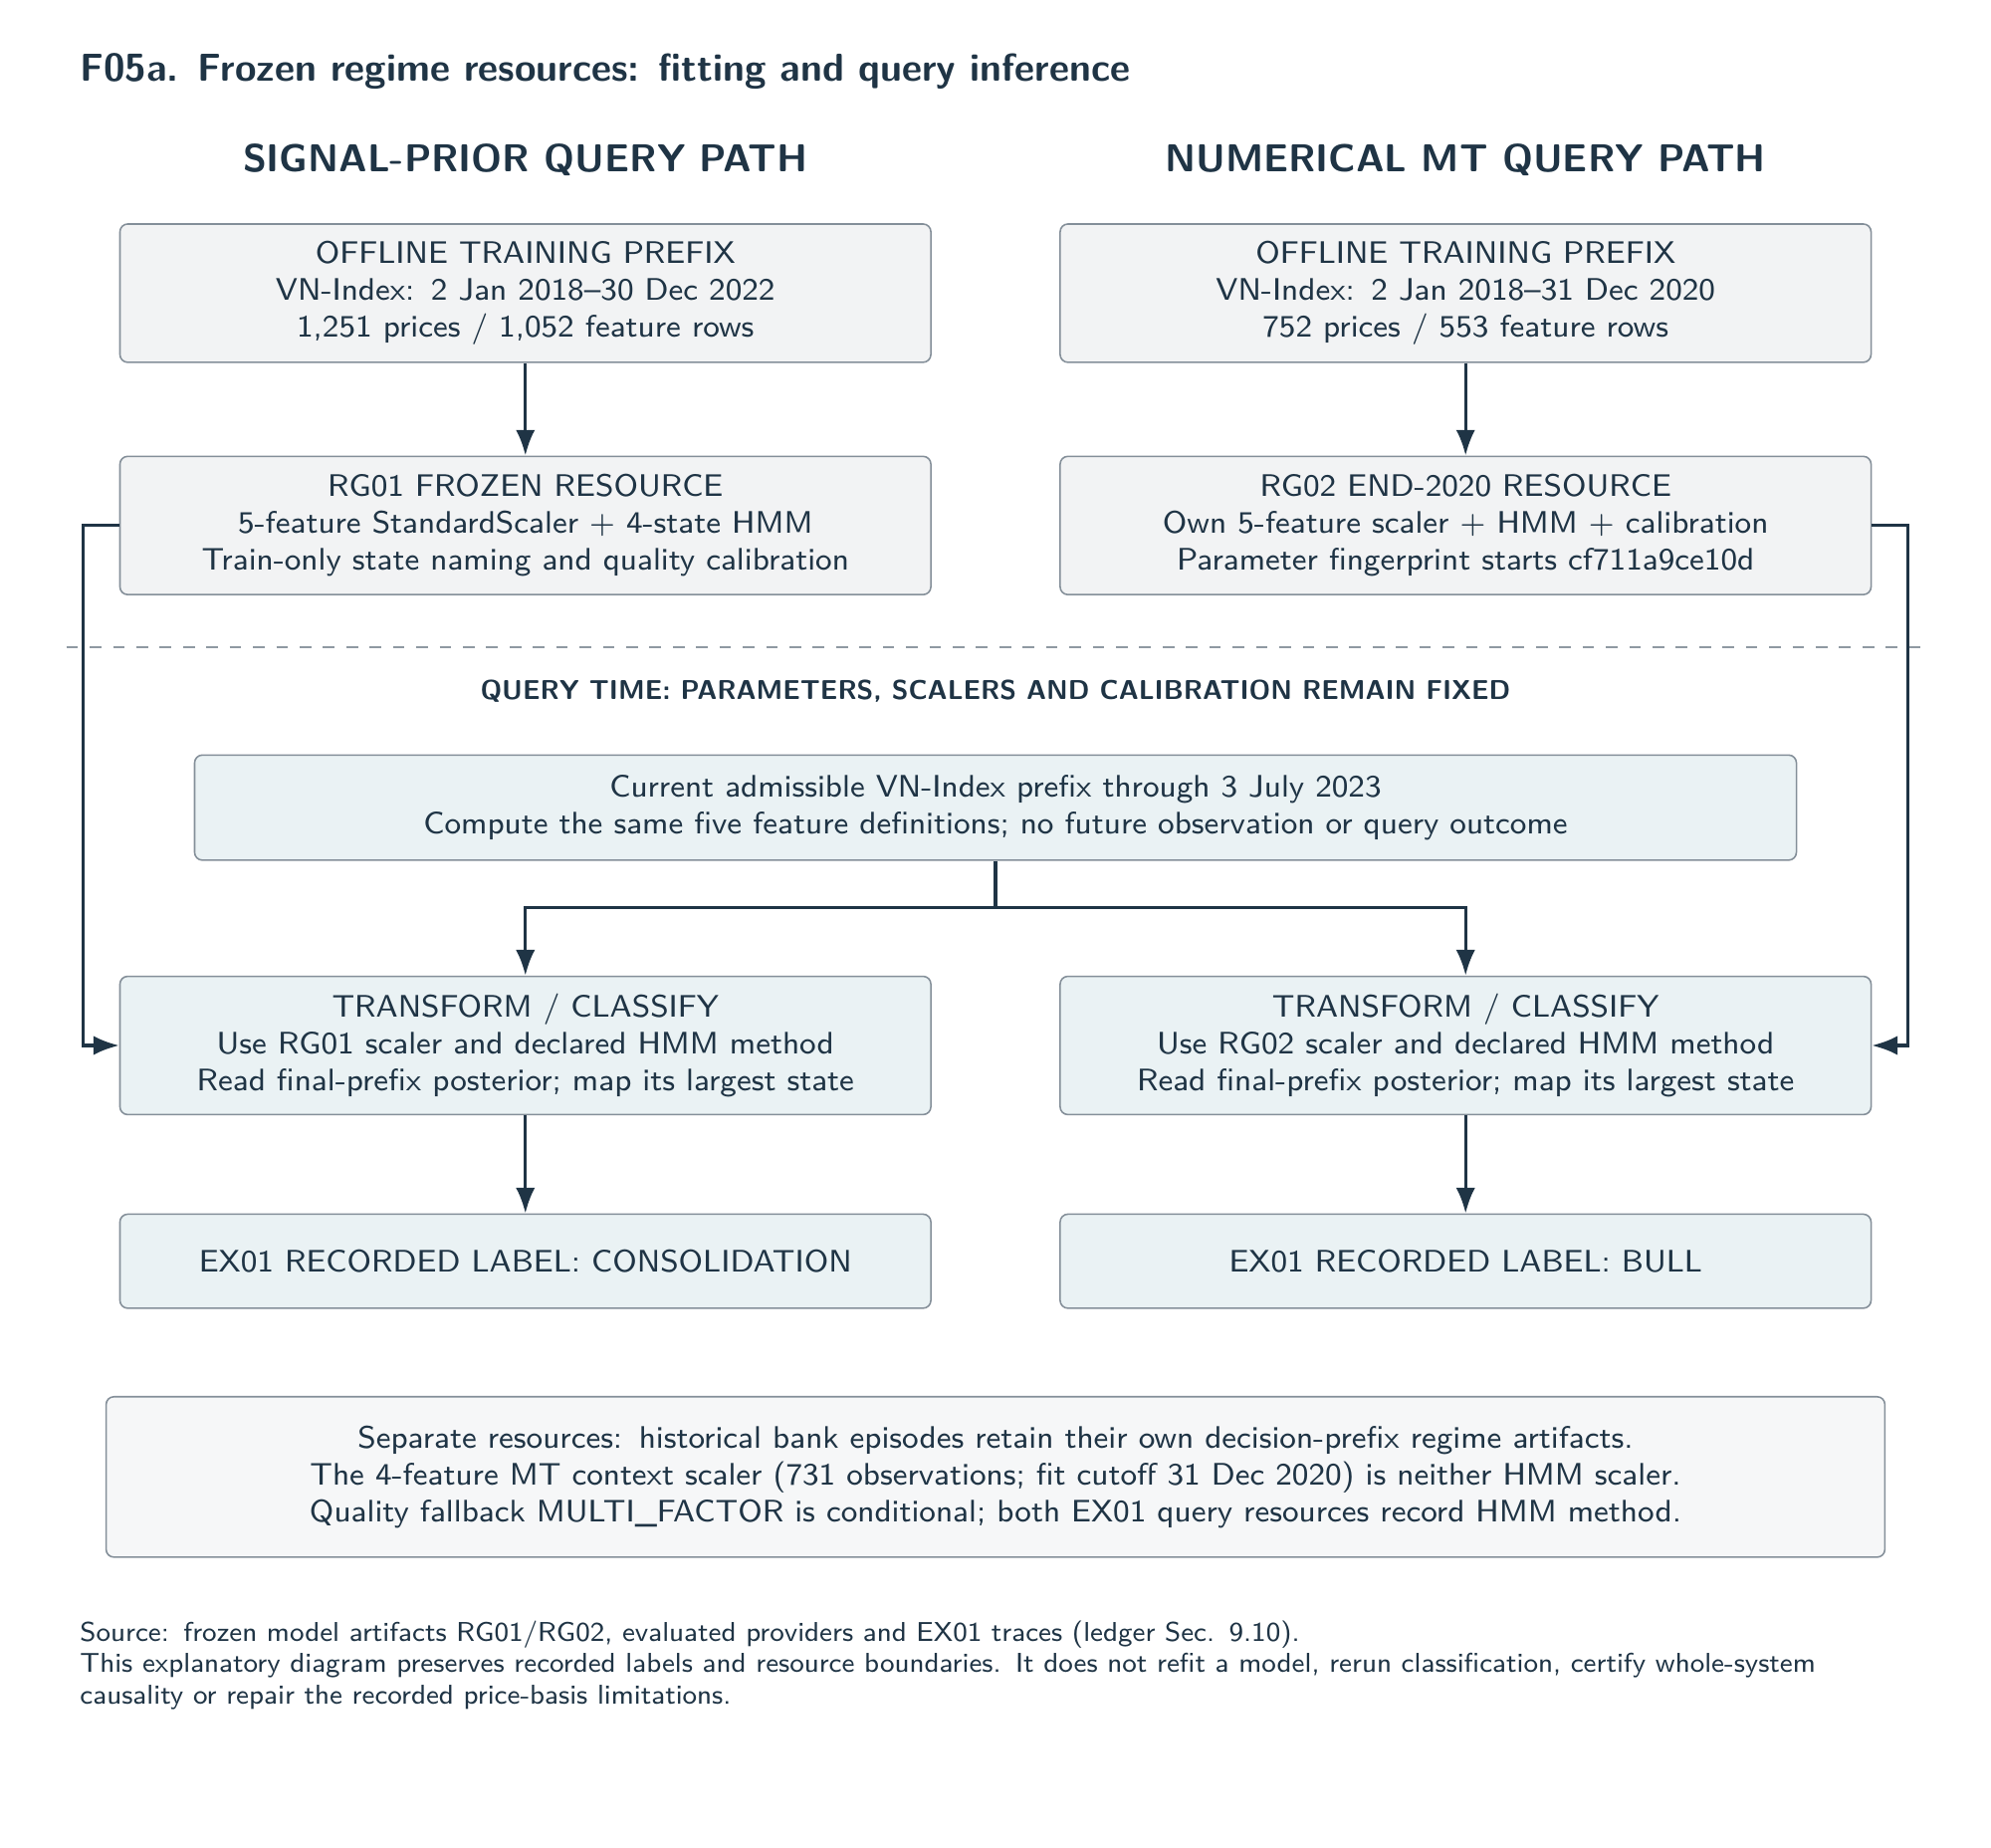 F05a. Frozen regime resources: fitting and query inference
SIGNAL-PRIOR QUERY PATH
NUMERICAL MT QUERY PATH
OFFLINE TRAINING PREFIX
VN-Index: 2 Jan 2018–30 Dec 2022
1,251 prices / 1,052 feature rows
OFFLINE TRAINING PREFIX
VN-Index: 2 Jan 2018–31 Dec 2020
752 prices / 553 feature rows
RG01 FROZEN RESOURCE
5-feature StandardScaler + 4-state HMM
Train-only state naming and quality calibration
RG02 END-2020 RESOURCE
Own 5-feature scaler + HMM + calibration
Parameter fingerprint starts cf711a9ce10d
QUERY TIME: PARAMETERS, SCALERS AND CALIBRATION REMAIN FIXED
Current admissible VN-Index prefix through 3 July 2023
Compute the same five feature definitions; no future observation or query outcome
TRANSFORM / CLASSIFY
Use RG01 scaler and declared HMM method
Read final-prefix posterior; map its largest state
TRANSFORM / CLASSIFY
Use RG02 scaler and declared HMM method
Read final-prefix posterior; map its largest state
EX01 RECORDED LABEL: CONSOLIDATION
EX01 RECORDED LABEL: BULL
Separate resources: historical bank episodes retain their own decision-prefix regime artifacts.
The 4-feature MT context scaler (731 observations; fit cutoff 31 Dec 2020) is neither HMM scaler.
Quality fallback MULTI_FACTOR is conditional; both EX01 query resources record HMM method.
Source: frozen model artifacts RG01/RG02, evaluated providers and EX01 traces (ledger Sec. 9.10).
This explanatory diagram preserves recorded labels and resource boundaries. It does not refit a model, rerun classification, certify whole-system
causality or repair the recorded price-basis limitations.